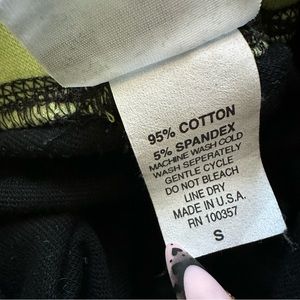 95% COTTON
5% SPANDEX
MACHINE WASH COLD
WASH SEPERATELY
GENTLE CYCLE
DO NOT BLEACH
LINE DRY
MADE IN U.S.A.
RN 100357
S